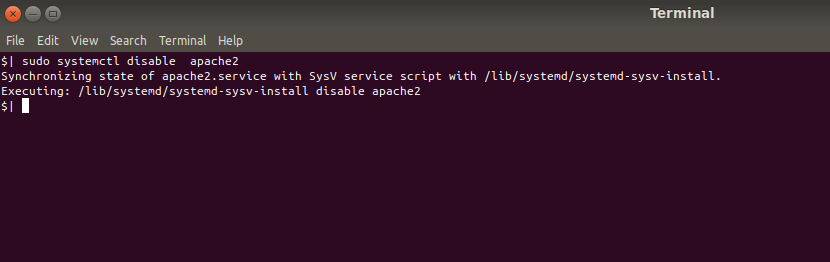 Terminal
File Edit View Search Terminal Help
$| sudo systemctl disable  apache2
Synchronizing state of apache2.service with SysV service script with /lib/systemd/systemd-sysv-install.
Executing: /lib/systemd/systemd-sysv-install disable apache2
$|